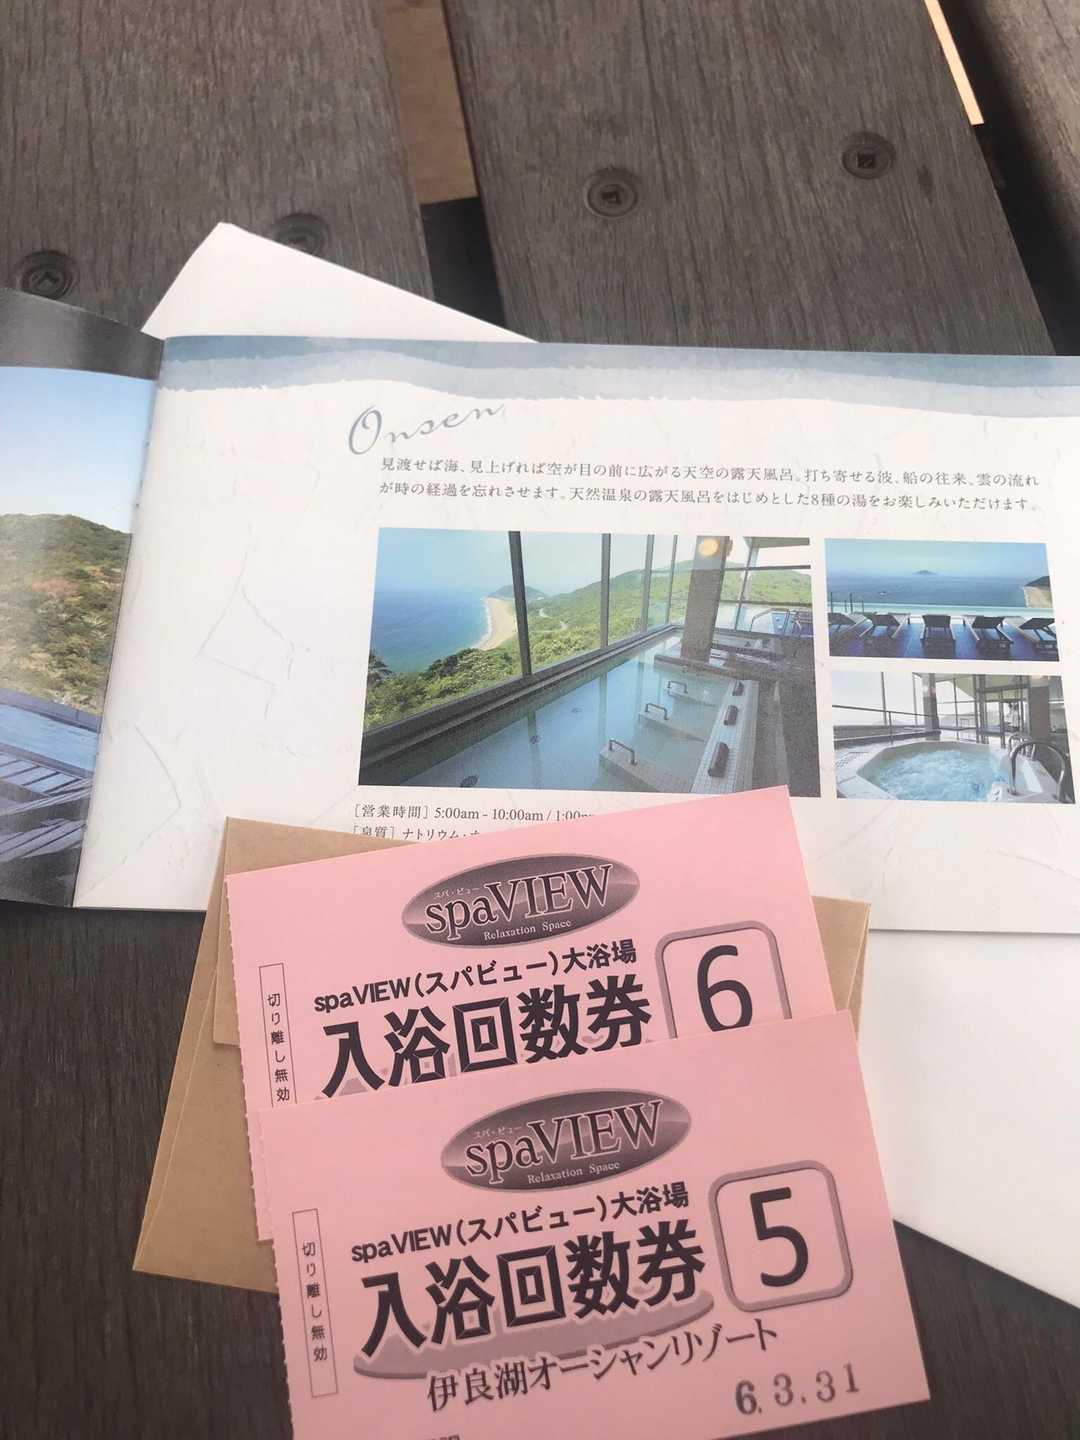 Onsen
見渡せば海、見上げれば空が目の前に広がる天空の露天風呂。打ち寄せる波、船の往来、雲の流れ
が時の経過を忘れさせます。天然温泉の露天風呂をはじめとした8種の湯をお楽しみいただけます。
[営業時間] 5:00am - 10:00am / 1:00pm
[泉質] ナトリウム・
スパ・ビュー
spaVIEW
Relaxation Space
spaVIEW(スパビュー)大浴場
入浴回数券
6
切り離し無効
スパ・ビュー
spaVIEW
Relaxation Space
spaVIEW(スパビュー)大浴場
入浴回数券
5
切り離し無効
伊良湖オーシャンリゾート
6.3.31